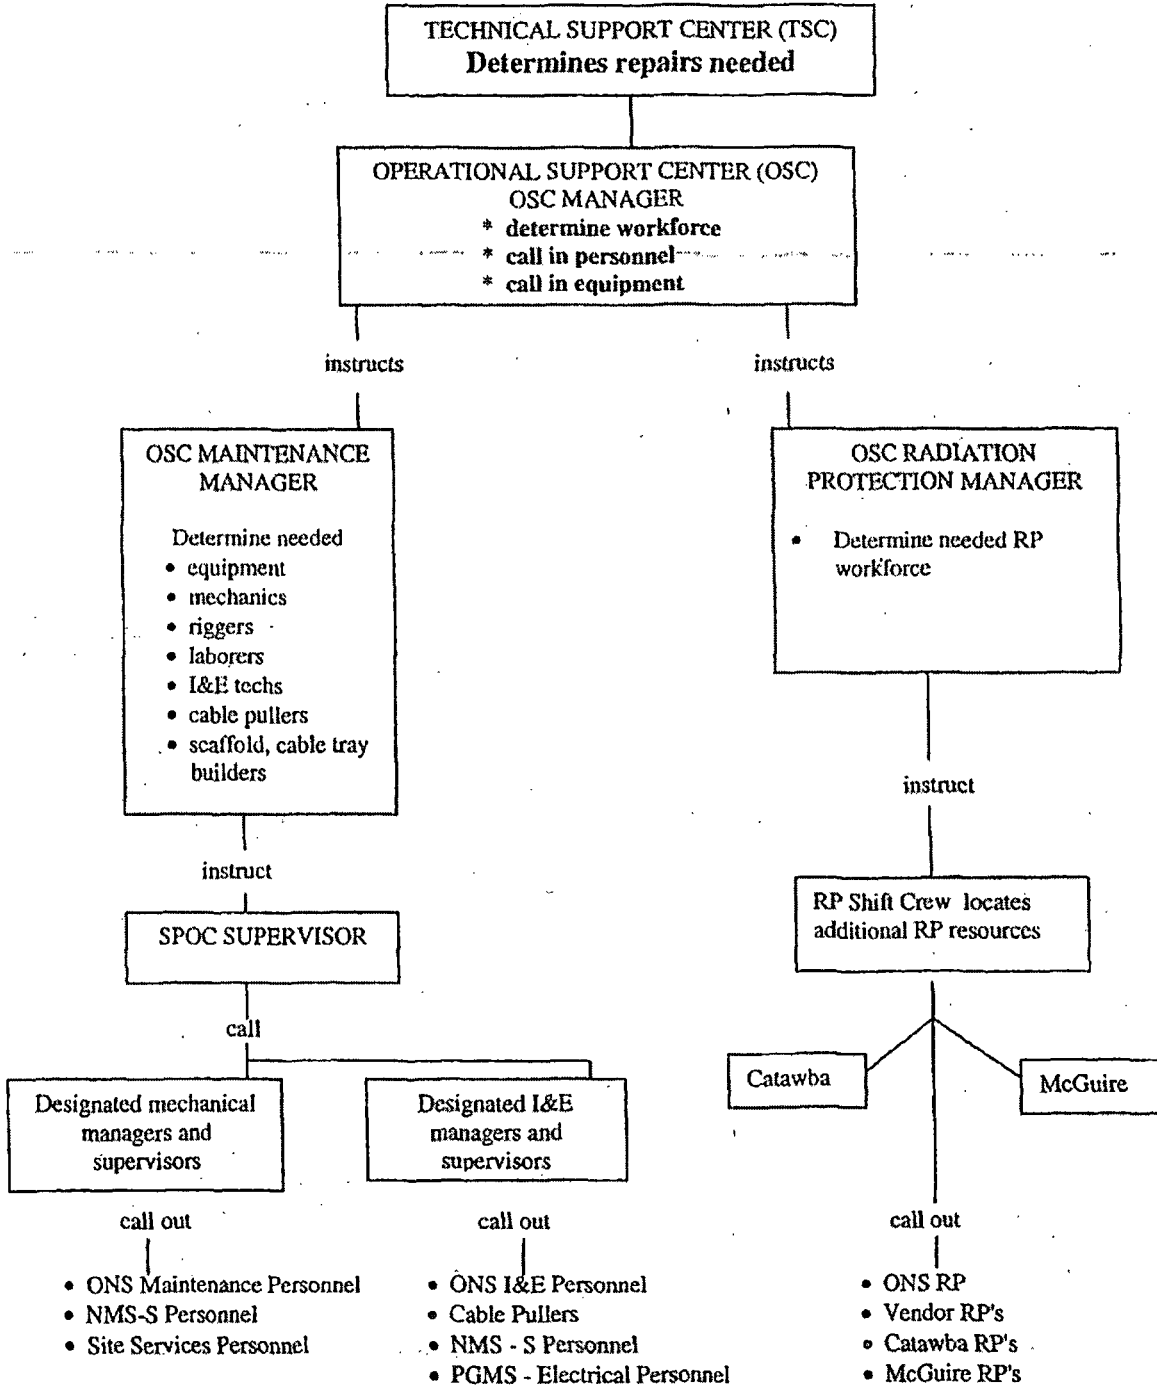 TECHNICAL SUPPORT CENTER (TSC)
Determines repairs needed
OPERATIONAL SUPPORT CENTER (OSC)
OSC MANAGER
* determine workforce
* call in personnel
* call in equipment
instructs
instructs
OSC MAINTENANCE
MANAGER
Determine needed
• equipment
• mechanics
• riggers
• laborers
• I&E techs
• cable pullers
• scaffold, cable tray
builders
OSC RADIATION
PROTECTION MANAGER
• Determine needed RP
workforce
instruct
instruct
SPOC SUPERVISOR
RP Shift Crew locates
additional RP resources
call
Designated mechanical
managers and
supervisors
Designated I&E
managers and
supervisors
Catawba
McGuire
call out
• ONS Maintenance Personnel
• NMS-S Personnel
• Site Services Personnel
call out
• ONS I&E Personnel
• Cable Pullers
• NMS - S Personnel
• PGMS - Electrical Personnel
call out
• ONS RP
• Vendor RP's
• Catawba RP's
• McGuire RP's